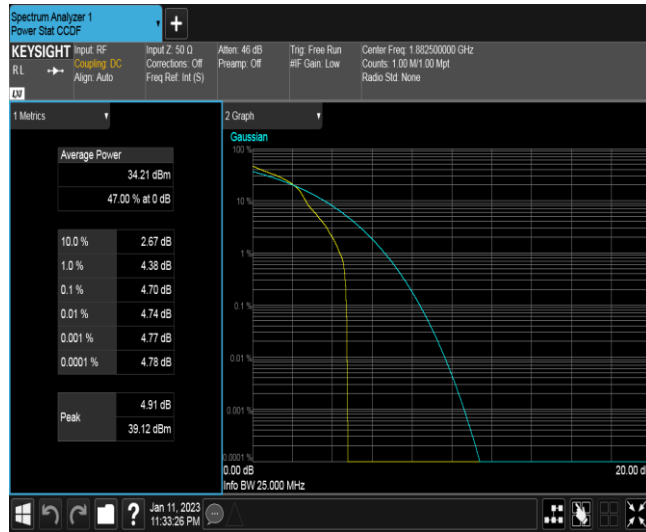 Spectrum Analyzer 1
Power Stat CCDF
+
KEYSIGHT
RL
LXI
Input: RF
Coupling: DC
Align: Auto
Input Z: 50 Ω
Corrections: Off
Freq Ref: Int (S)
Atten: 46 dB
Preamp: Off
Trig: Free Run
#IF Gain: Low
Center Freq: 1.882500000 GHz
Counts: 1.00 M/1.00 Mpt
Radio Std: None
1 Metrics
Average Power
34.21 dBm
47.00 % at 0 dB
10.0 % 2.67 dB
1.0 % 4.38 dB
0.1 % 4.70 dB
0.01 % 4.74 dB
0.001 % 4.77 dB
0.0001 % 4.78 dB
Peak
4.91 dB
39.12 dBm
2 Graph
Gaussian
100 %
10 %
1 %
0.1 %
0.01 %
0.001 %
0.0001 %
0.00 dB
20.00 d
Info BW 25.000 MHz
?
Jan 11, 2023
11:33:26 PM